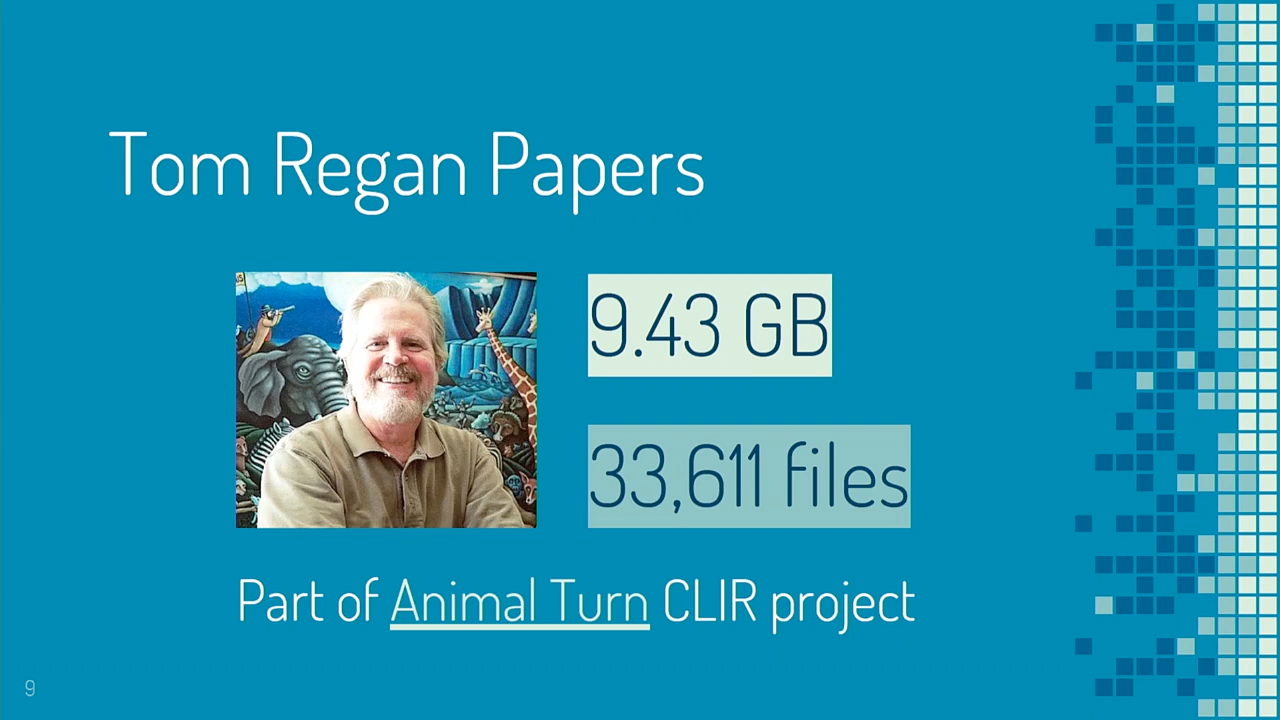 Tom Regan Papers
9.43 GB
33,611 files
Part of Animal Turn CLIR project
9